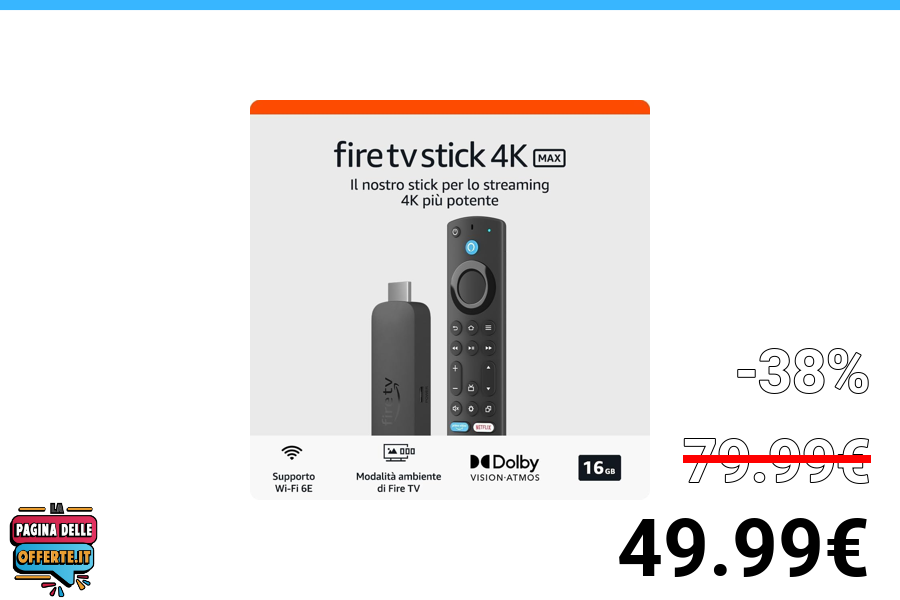 fire tv stick 4K MAX
Il nostro stick per lo streaming
4K più potente
fire tv
NETFLIX
Supporto
Wi-Fi 6E
Modalità ambiente
di Fire TV
Dolby
VISION·ATMOS
16GB
-38%
79.99€
49.99€
LA
PAGINA DELLE
OFFERTE.IT